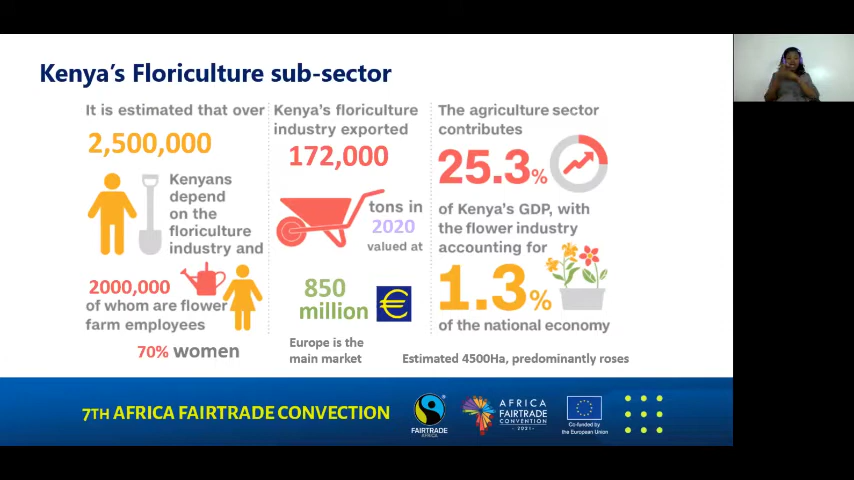 Kenya's Floriculture sub-sector
It is estimated that over
2,500,000
Kenyans
depend
on the
floriculture
industry and
2000,000
of whom are flower
farm employees
70% women
Kenya's floriculture
industry exported
172,000
tons in
2020
valued at
850
million
€
Europe is the
main market
The agriculture sector
contributes
25.3%
of Kenya's GDP, with
the flower industry
accounting for
1.3%
of the national economy
Estimated 4500Ha, predominantly roses
7TH AFRICA FAIRTRADE CONVECTION
FAIRTRADE
AFRICA
AFRICA
FAIRTRADE
CONVENTION
2021
Co-funded by
the European Union